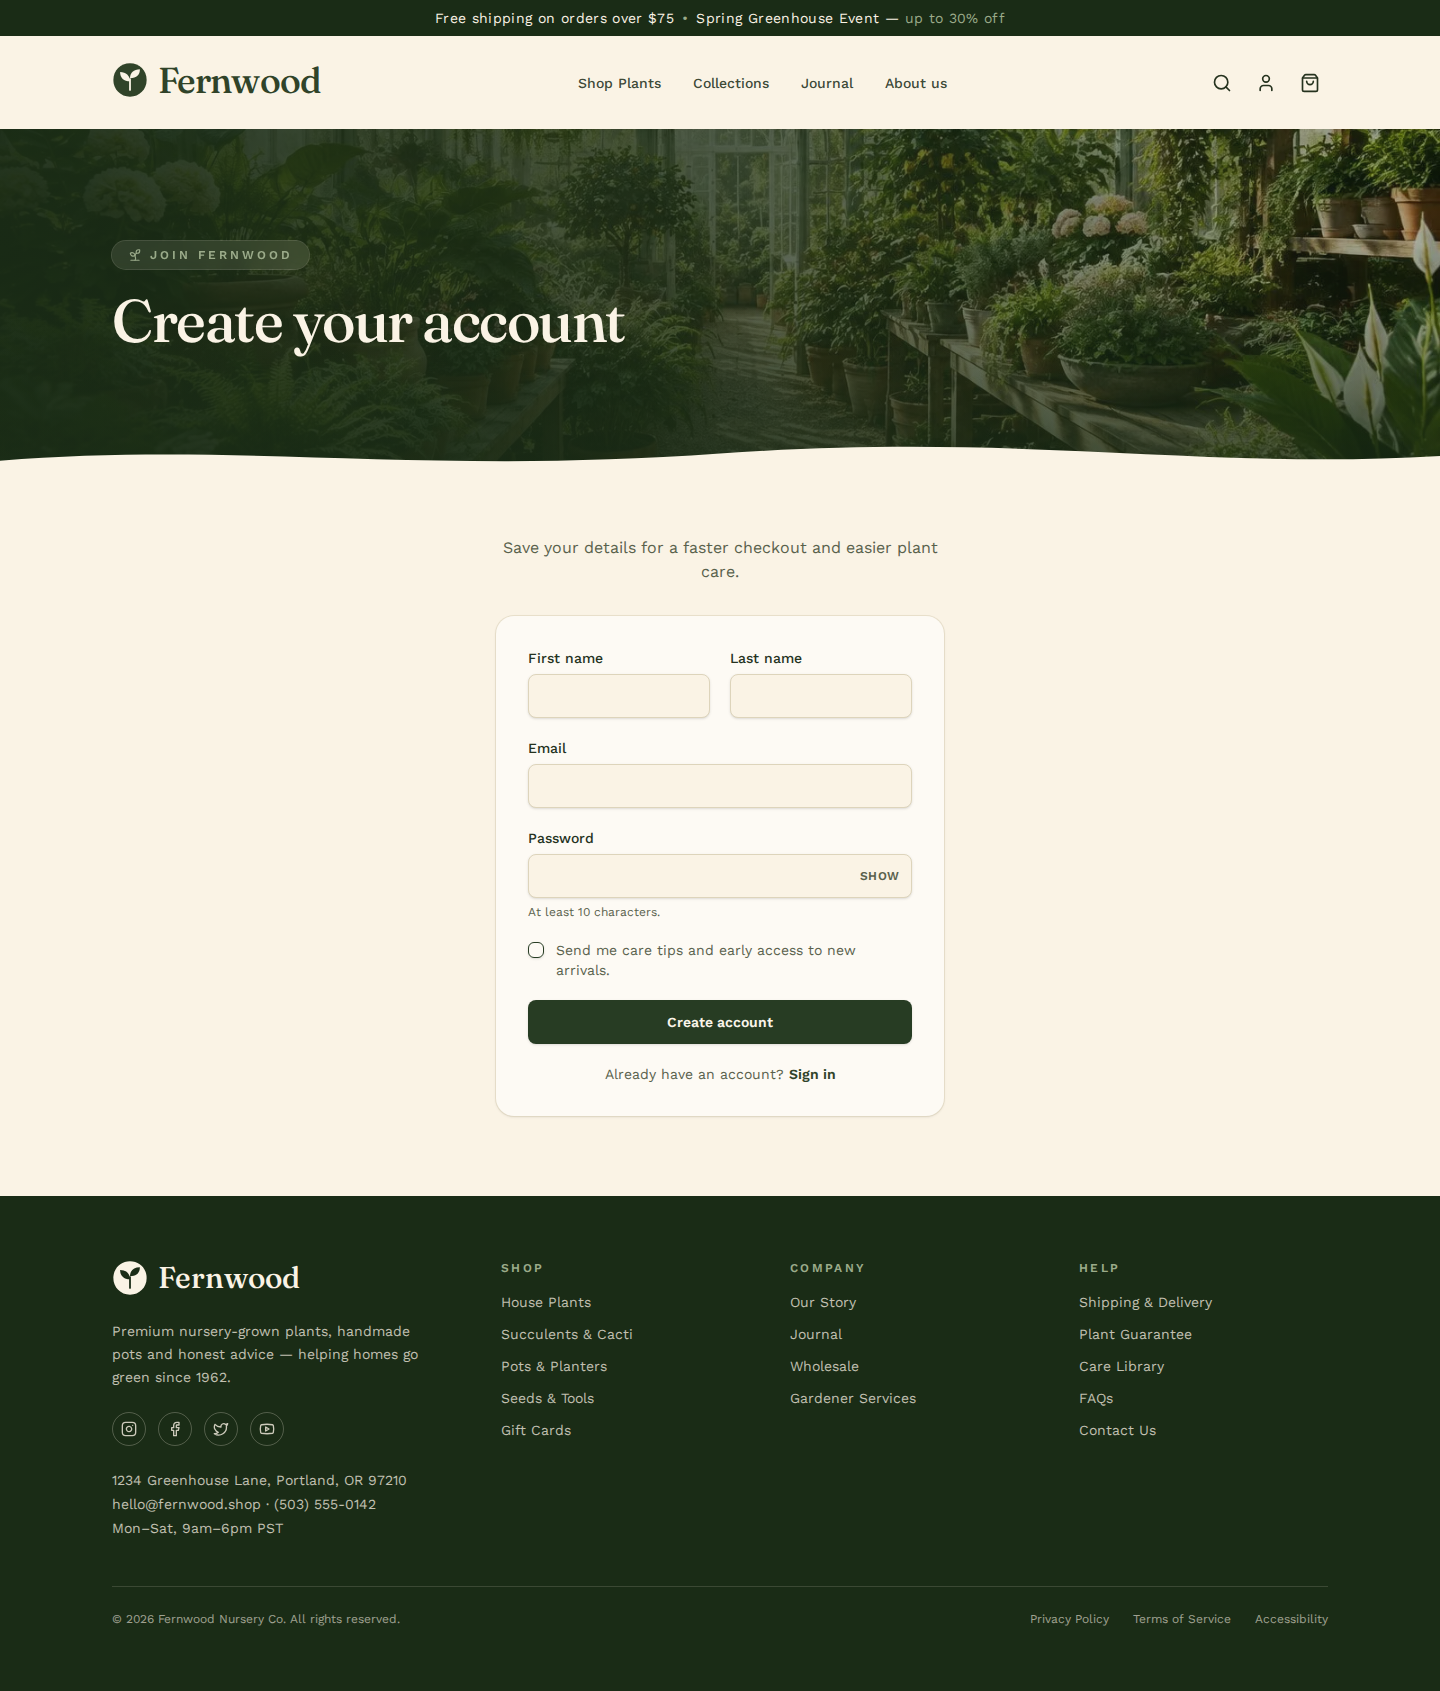 Free shipping on orders over $75 • Spring Greenhouse Event — up to 30% off
Fernwood
Shop Plants
Collections
Journal
About us
JOIN FERNWOOD
Create your account
Save your details for a faster checkout and easier plant
care.
First name
Last name
Email
Password
SHOW
At least 10 characters.
Send me care tips and early access to new
arrivals.
Create account
Already have an account? Sign in
Fernwood
Premium nursery-grown plants, handmade
pots and honest advice — helping homes go
green since 1962.
1234 Greenhouse Lane, Portland, OR 97210
hello@fernwood.shop · (503) 555-0142
Mon–Sat, 9am–6pm PST
SHOP
House Plants
Succulents & Cacti
Pots & Planters
Seeds & Tools
Gift Cards
COMPANY
Our Story
Journal
Wholesale
Gardener Services
HELP
Shipping & Delivery
Plant Guarantee
Care Library
FAQs
Contact Us
© 2026 Fernwood Nursery Co. All rights reserved.
Privacy Policy
Terms of Service
Accessibility